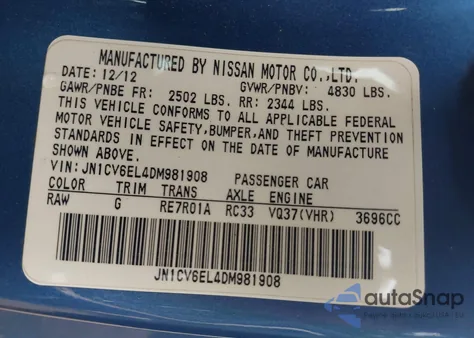 MANUFACTURED BY NISSAN MOTOR CO.,LTD.
DATE: 12/12 GVWR/PNBV: 4830 LBS.
GAWR/PNBE FR: 2502 LBS. RR: 2344 LBS.
THIS VEHICLE CONFORMS TO ALL APPLICABLE FEDERAL
MOTOR VEHICLE SAFETY, BUMPER, AND THEFT PREVENTION
STANDARDS IN EFFECT ON THE DATE OF MANUFACTURE
SHOWN ABOVE.
VIN: JN1CV6EL4DM981908 PASSENGER CAR
COLOR TRIM TRANS AXLE ENGINE
RAW G RE7R01A RC33 VQ37(VHR) 3696CC
JN1CV6EL4DM981908
autoSnap